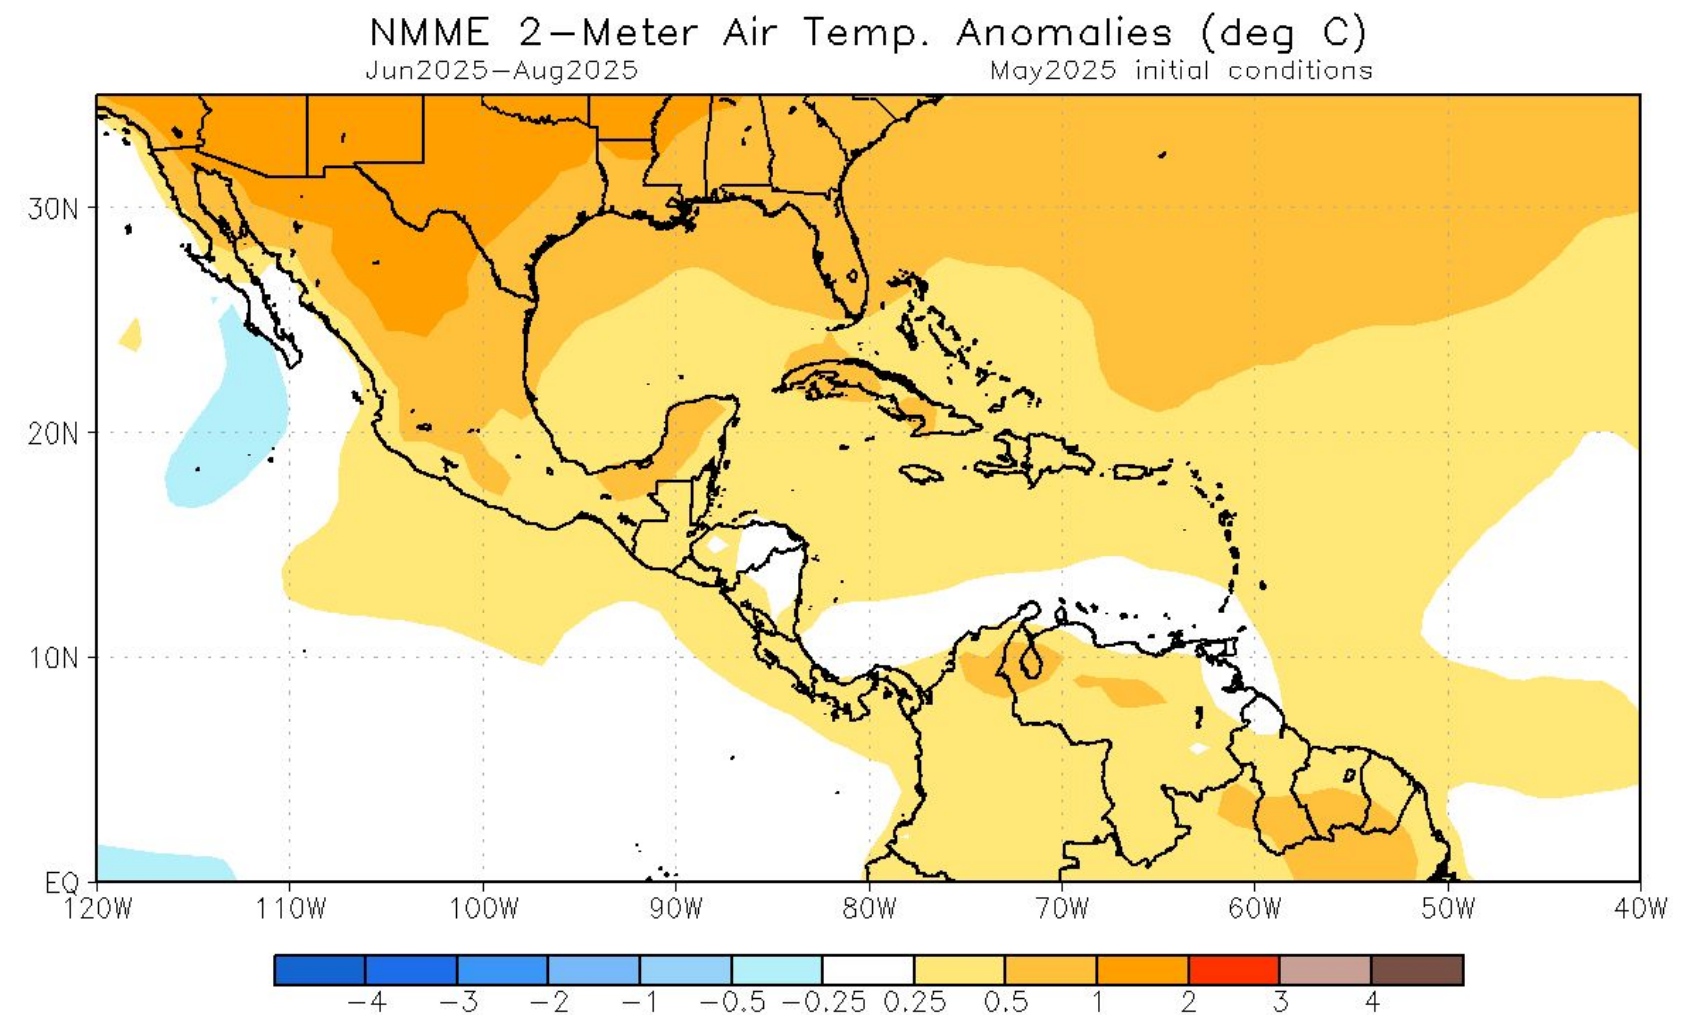 NMME 2-Meter Air Temp. Anomalies (deg C)
Jun2025-Aug2025 May2025 initial conditions
30N
20N
10N
EQ
120W 110W 100W 90W 80W 70W 60W 50W 40W
-4 -3 -2 -1 -0.5 -0.25 0.25 0.5 1 2 3 4